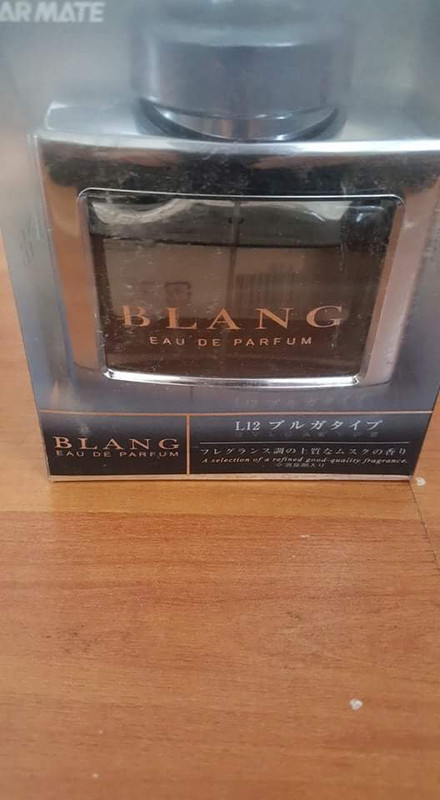 AR MATE
BLANG
EAU DE PARFUM
L12 ブルガタイプ
BLANG
EAU DE PARFUM
フレグランス調の上質なムスクの香り
A selection of a refined good-quality fragrance.